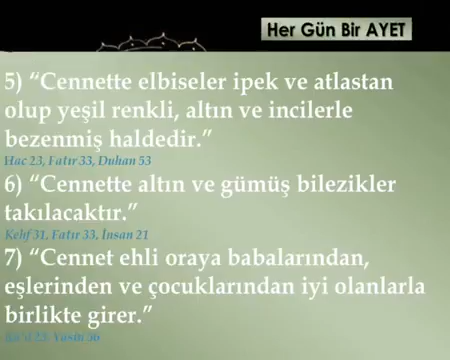 Her Gün Bir AYET
5) “Cennette elbiseler ipek ve atlastan
olup yeşil renkli, altın ve incilerle
bezenmiş haldedir.”
Hac 23, Fatır 33, Duhan 53
6) “Cennette altın ve gümüş bilezikler
takılacaktır.”
Kehf 31, Fatır 33, İnsan 21
7) “Cennet ehli oraya babalarından,
eşlerinden ve çocuklarından iyi olanlarla
birlikte girer.”
Ra'd 23, Yasin 56